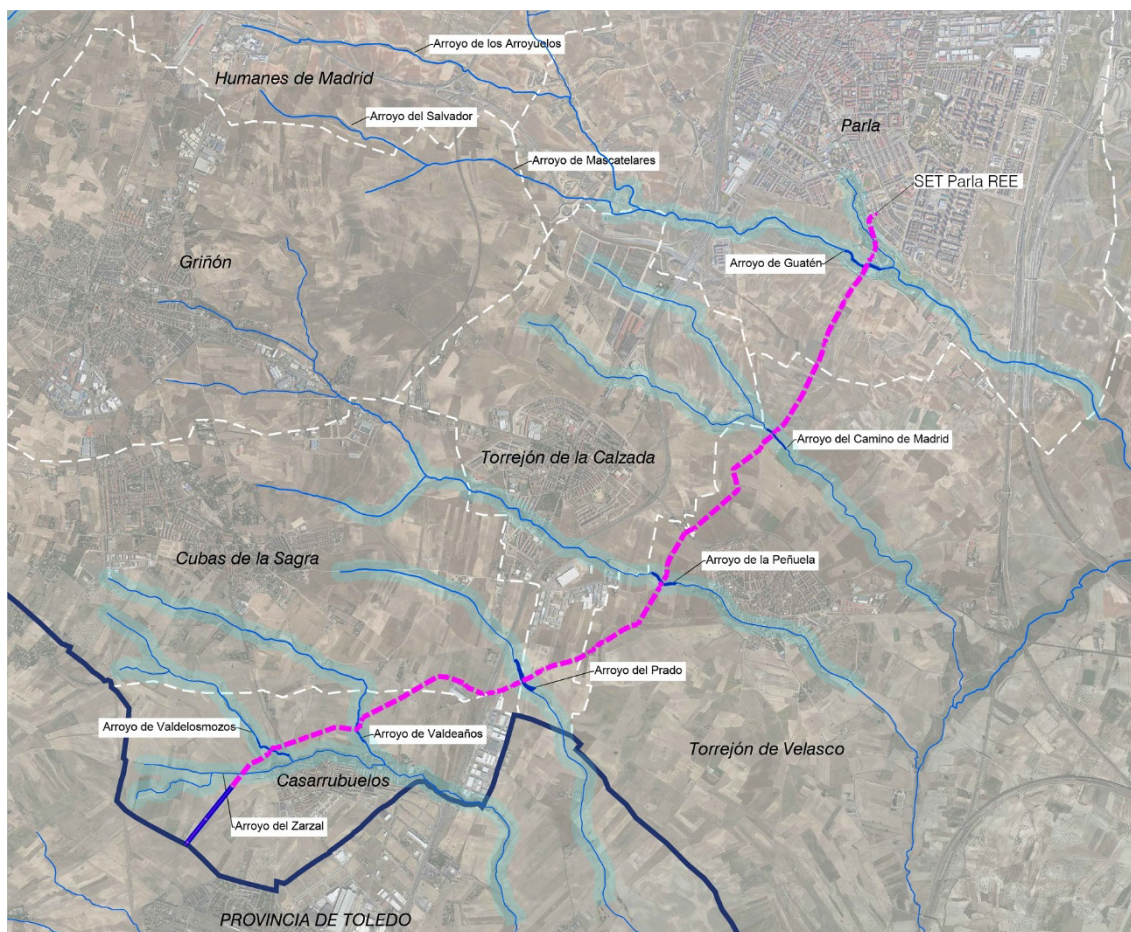 Arroyo de los Arroyuelos
Humanes de Madrid
Arroyo del Salvador
Parla
Arroyo de Mascatelares
SET Parla REE
Griñón
Arroyo de Guatén
Arroyo del Camino de Madrid
Torrejón de la Calzada
Cubas de la Sagra
Arroyo de la Peñuela
Arroyo del Prado
Arroyo de Valdelosmozos
Arroyo de Valdeaños
Torrejón de Velasco
Casarrubuelos
Arroyo del Zarzal
PROVINCIA DE TOLEDO